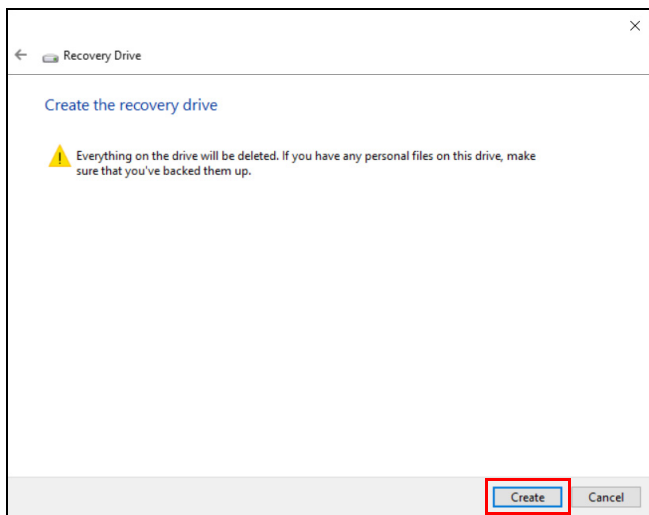 Recovery Drive
Create the recovery drive
Everything on the drive will be deleted. If you have any personal files on this drive, make
sure that you've backed them up.
Create Cancel